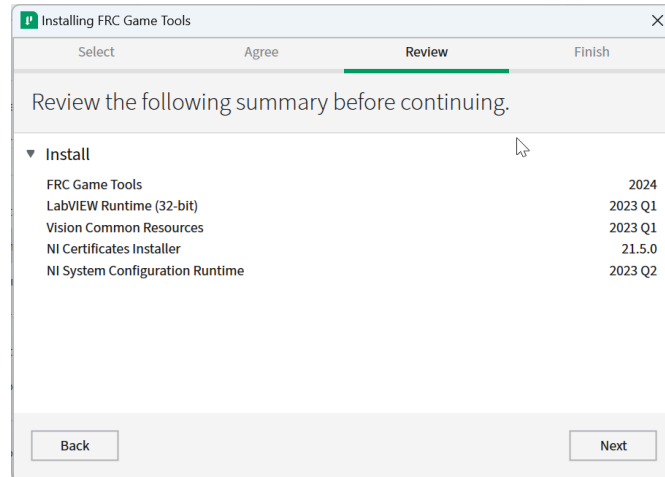 Installing FRC Game Tools
Select Agree Review Finish
Review the following summary before continuing.
Install
FRC Game Tools 2024
LabVIEW Runtime (32-bit) 2023 Q1
Vision Common Resources 2023 Q1
NI Certificates Installer 21.5.0
NI System Configuration Runtime 2023 Q2
Back Next